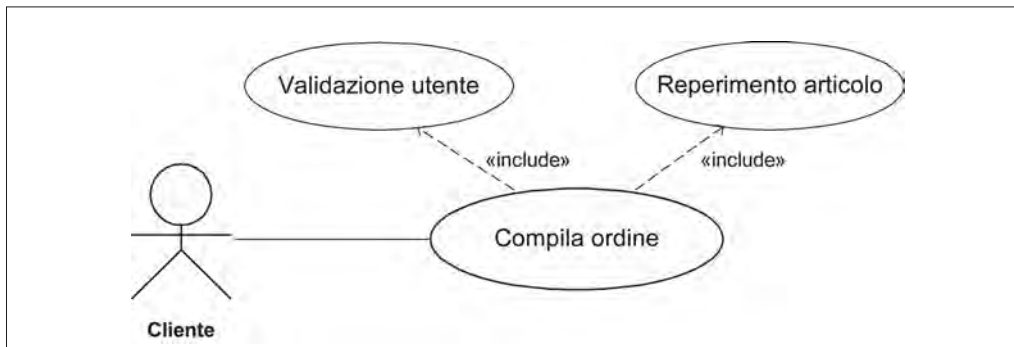 Validazione utente
Reperimento articolo
«include»
«include»
Compila ordine
Cliente